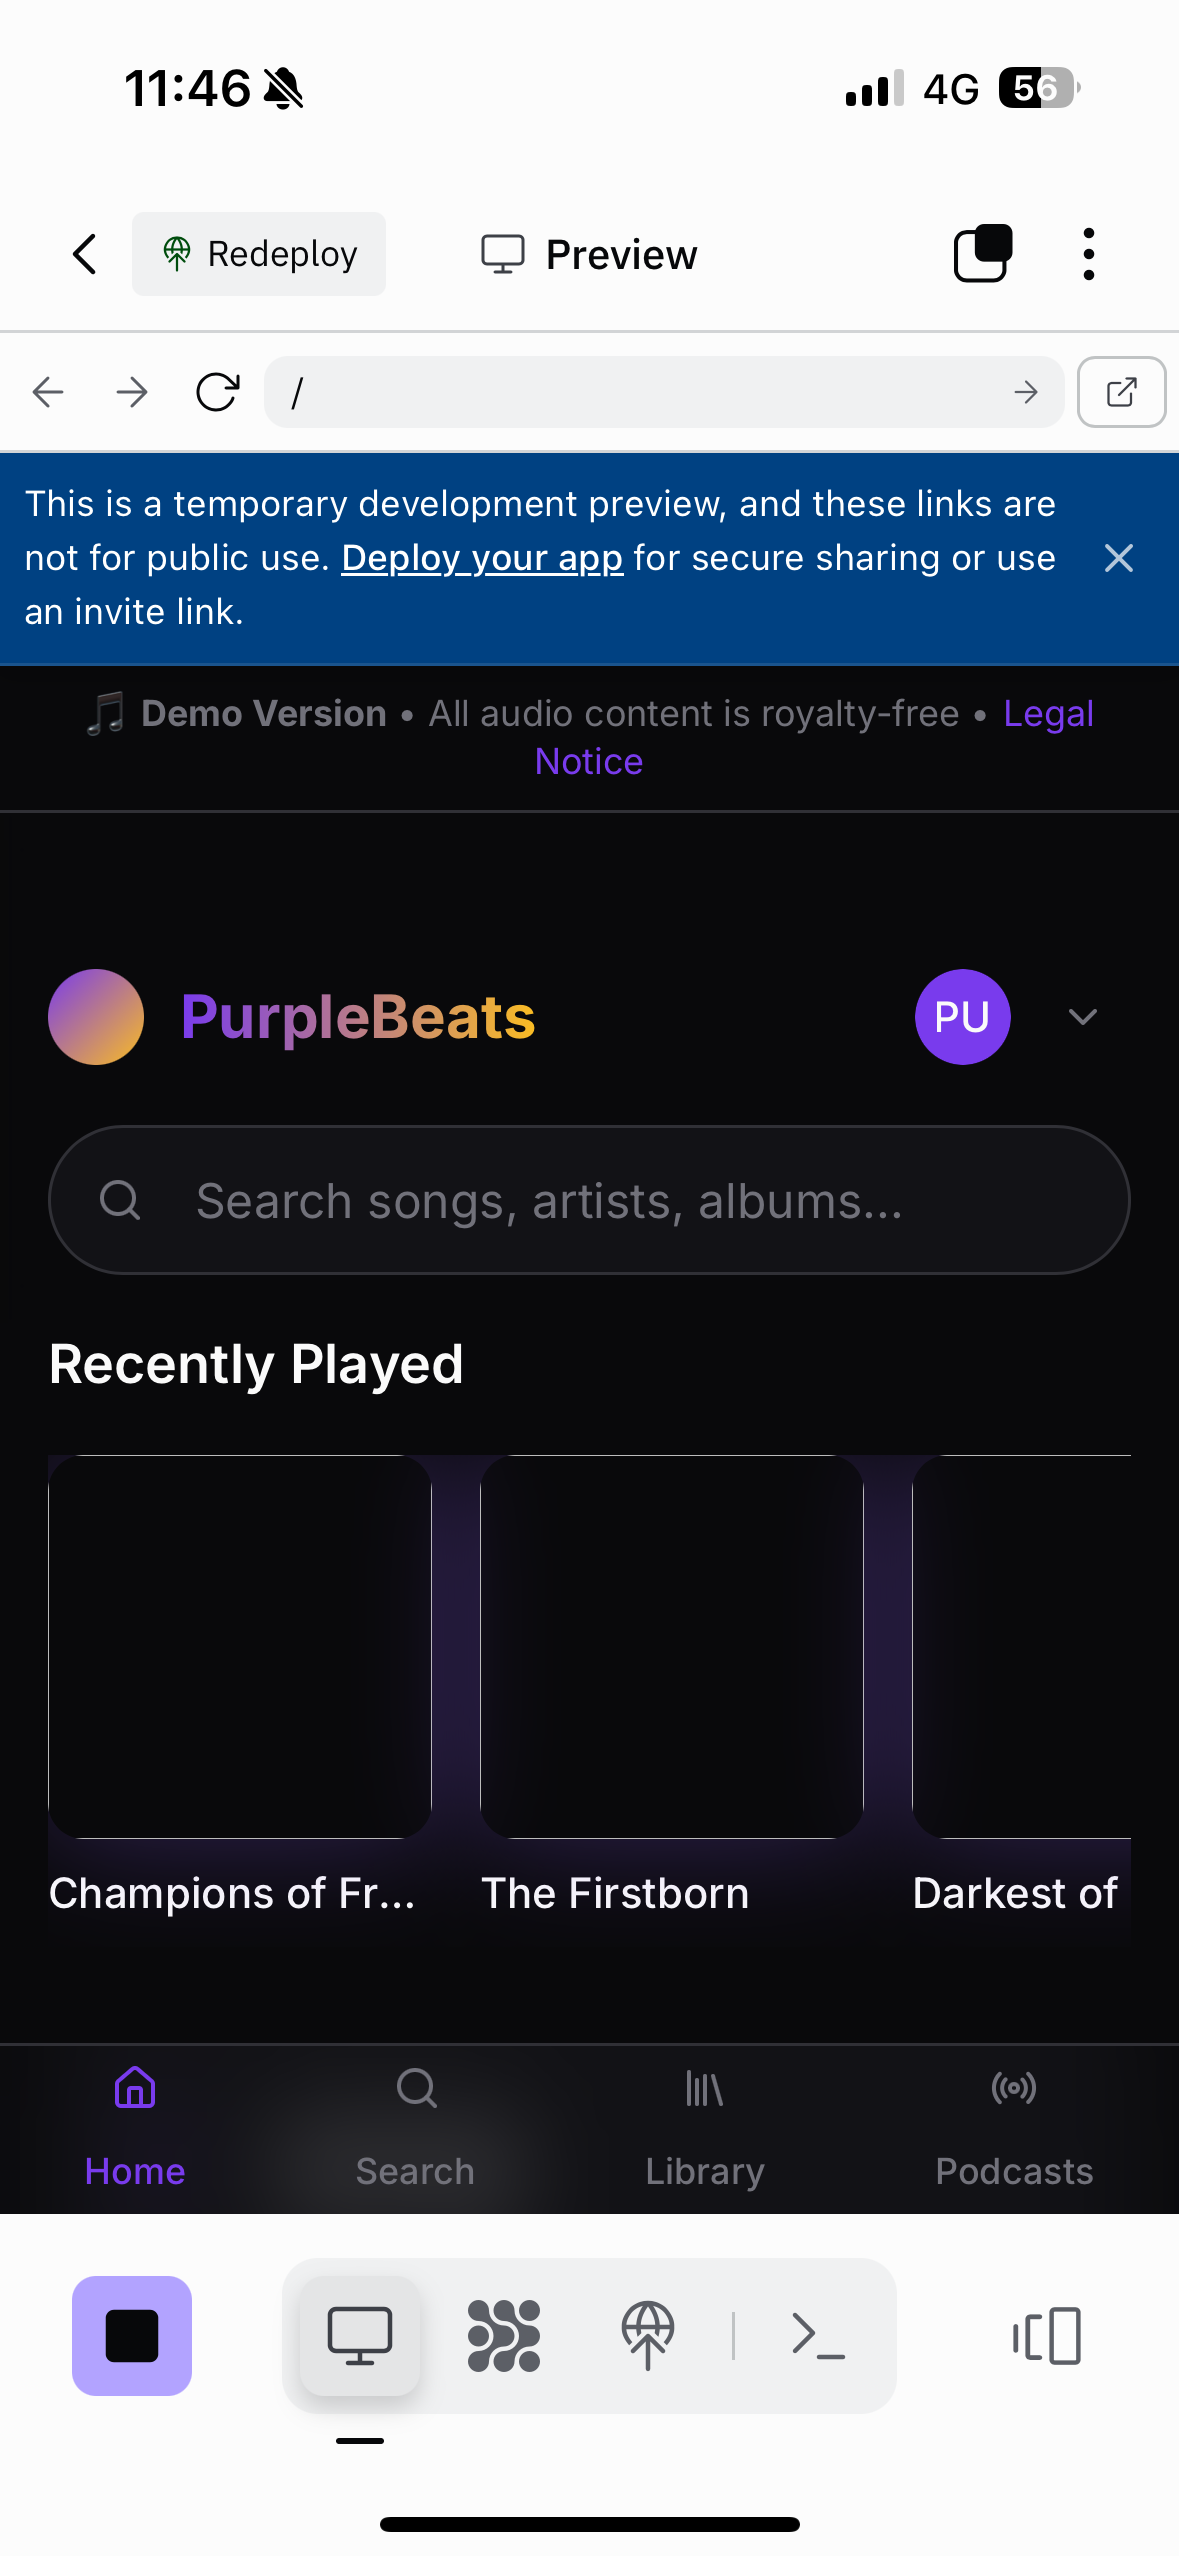 11:46
4G
56
Redeploy
Preview
/
This is a temporary development preview, and these links are
not for public use. Deploy your app for secure sharing or use
an invite link.
🎵 Demo Version • All audio content is royalty-free • Legal
Notice
PurpleBeats
PU
Search songs, artists, albums...
Recently Played
Champions of Fr...
The Firstborn
Darkest of
Home
Search
Library
Podcasts